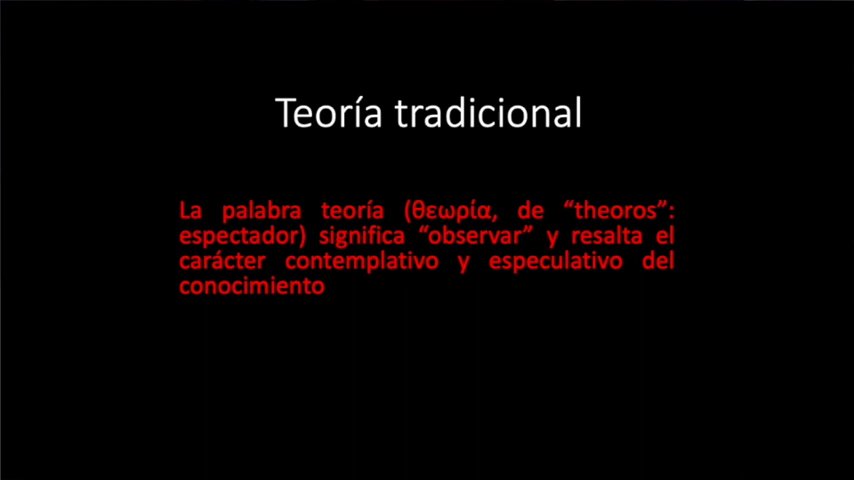 Teoría tradicional
La palabra teoría (θεωρία, de “theoros”:
espectador) significa “observar” y resalta el
carácter contemplativo y especulativo del
conocimiento